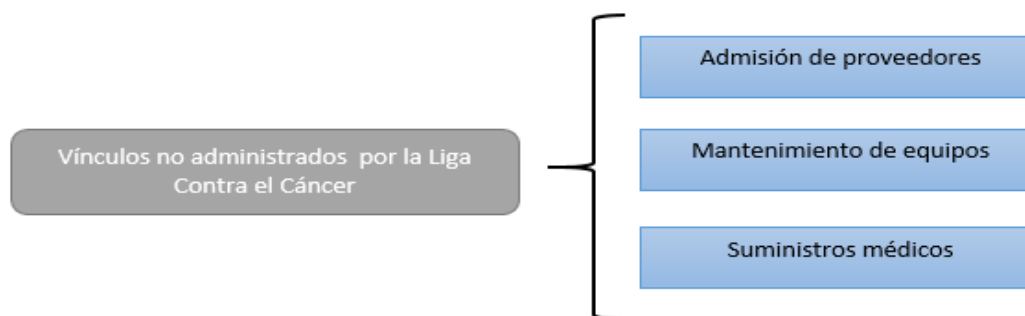 Vínculos no administrados por la Liga
Contra el Cáncer
Admisión de proveedores
Mantenimiento de equipos
Suministros médicos